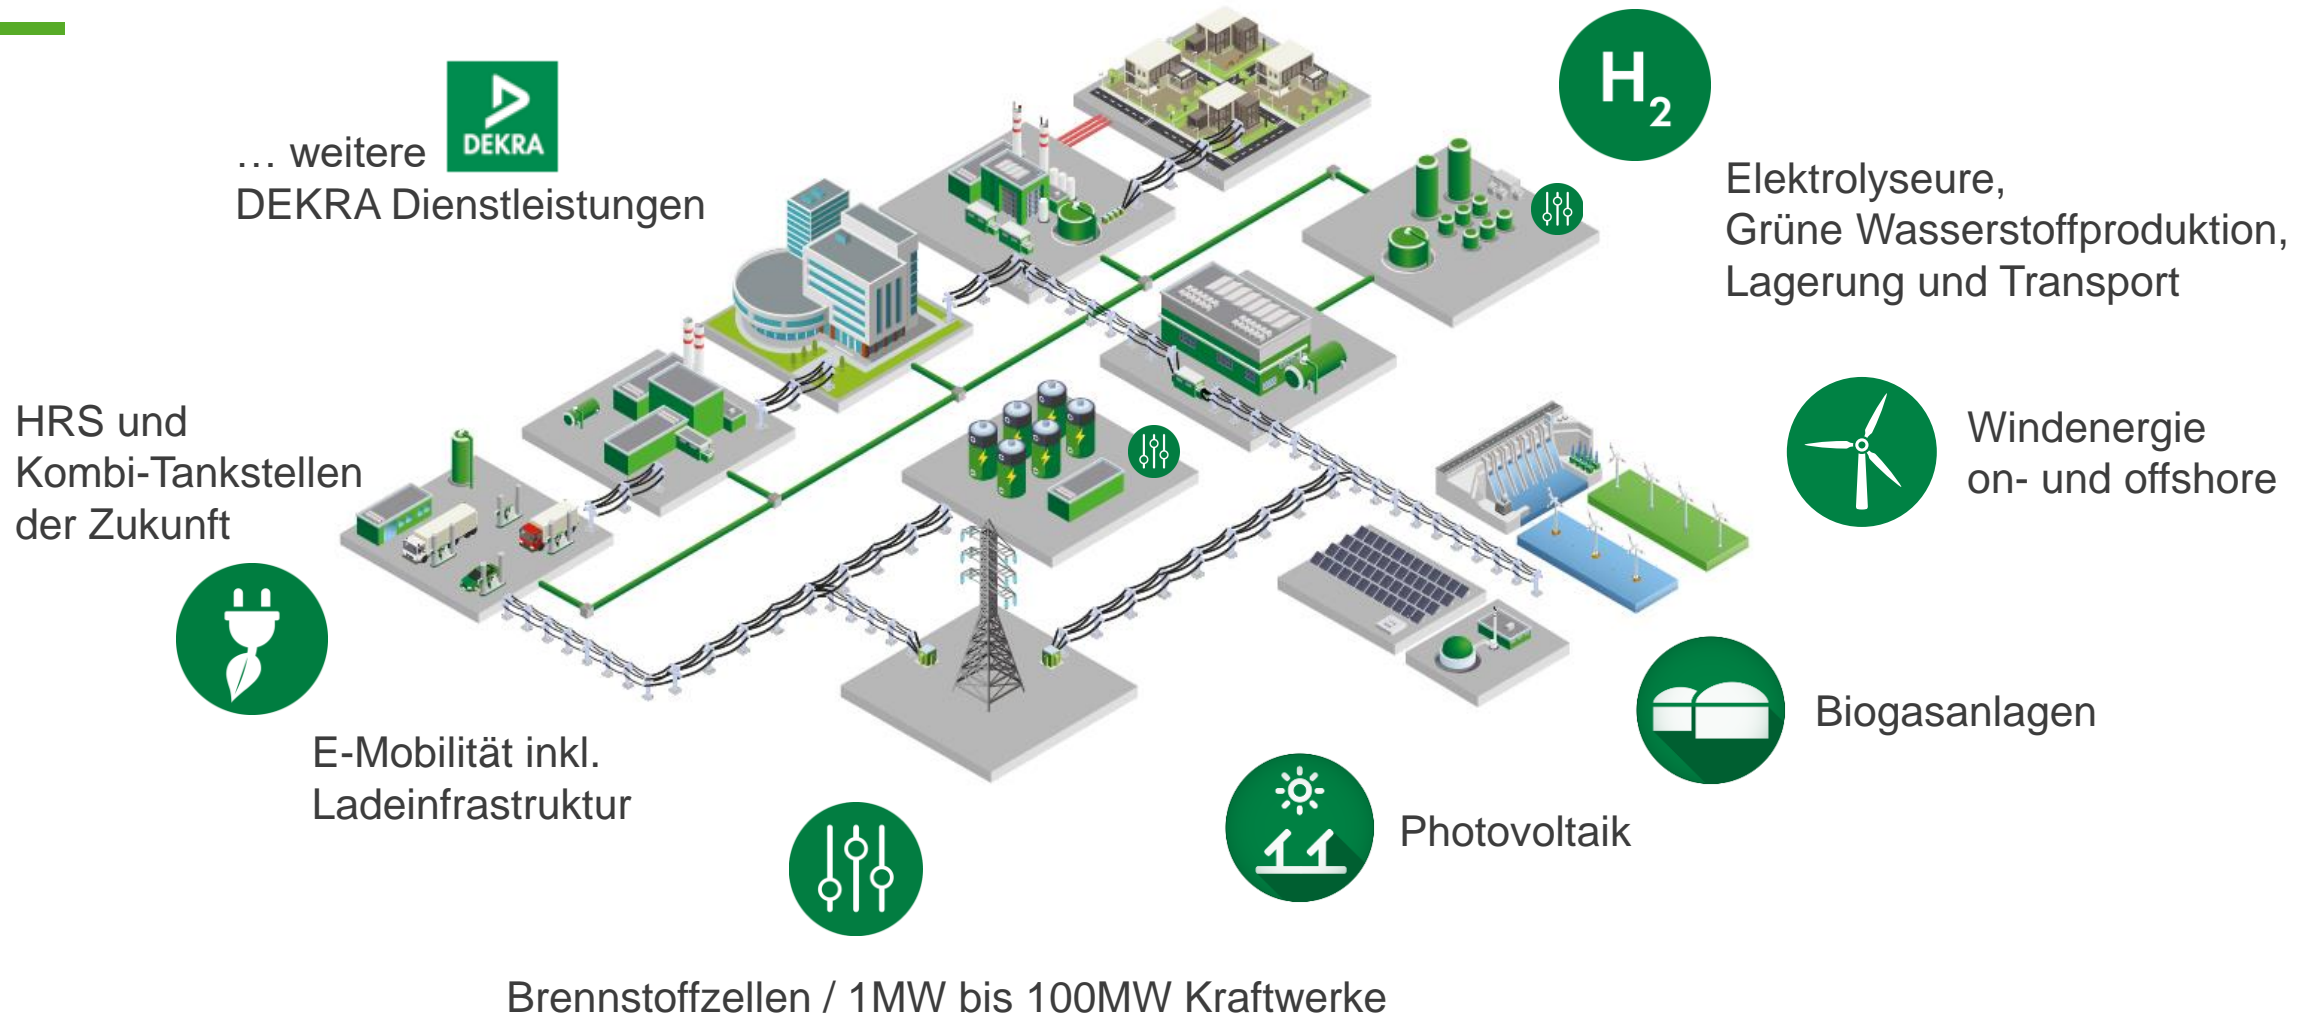 … weitere
DEKRA Dienstleistungen
DEKRA
H2
Elektrolyseure,
Grüne Wasserstoffproduktion,
Lagerung und Transport
HRS und
Kombi-Tankstellen
der Zukunft
Windenergie
on- und offshore
E-Mobilität inkl.
Ladeinfrastruktur
Biogasanlagen
Photovoltaik
Brennstoffzellen / 1MW bis 100MW Kraftwerke